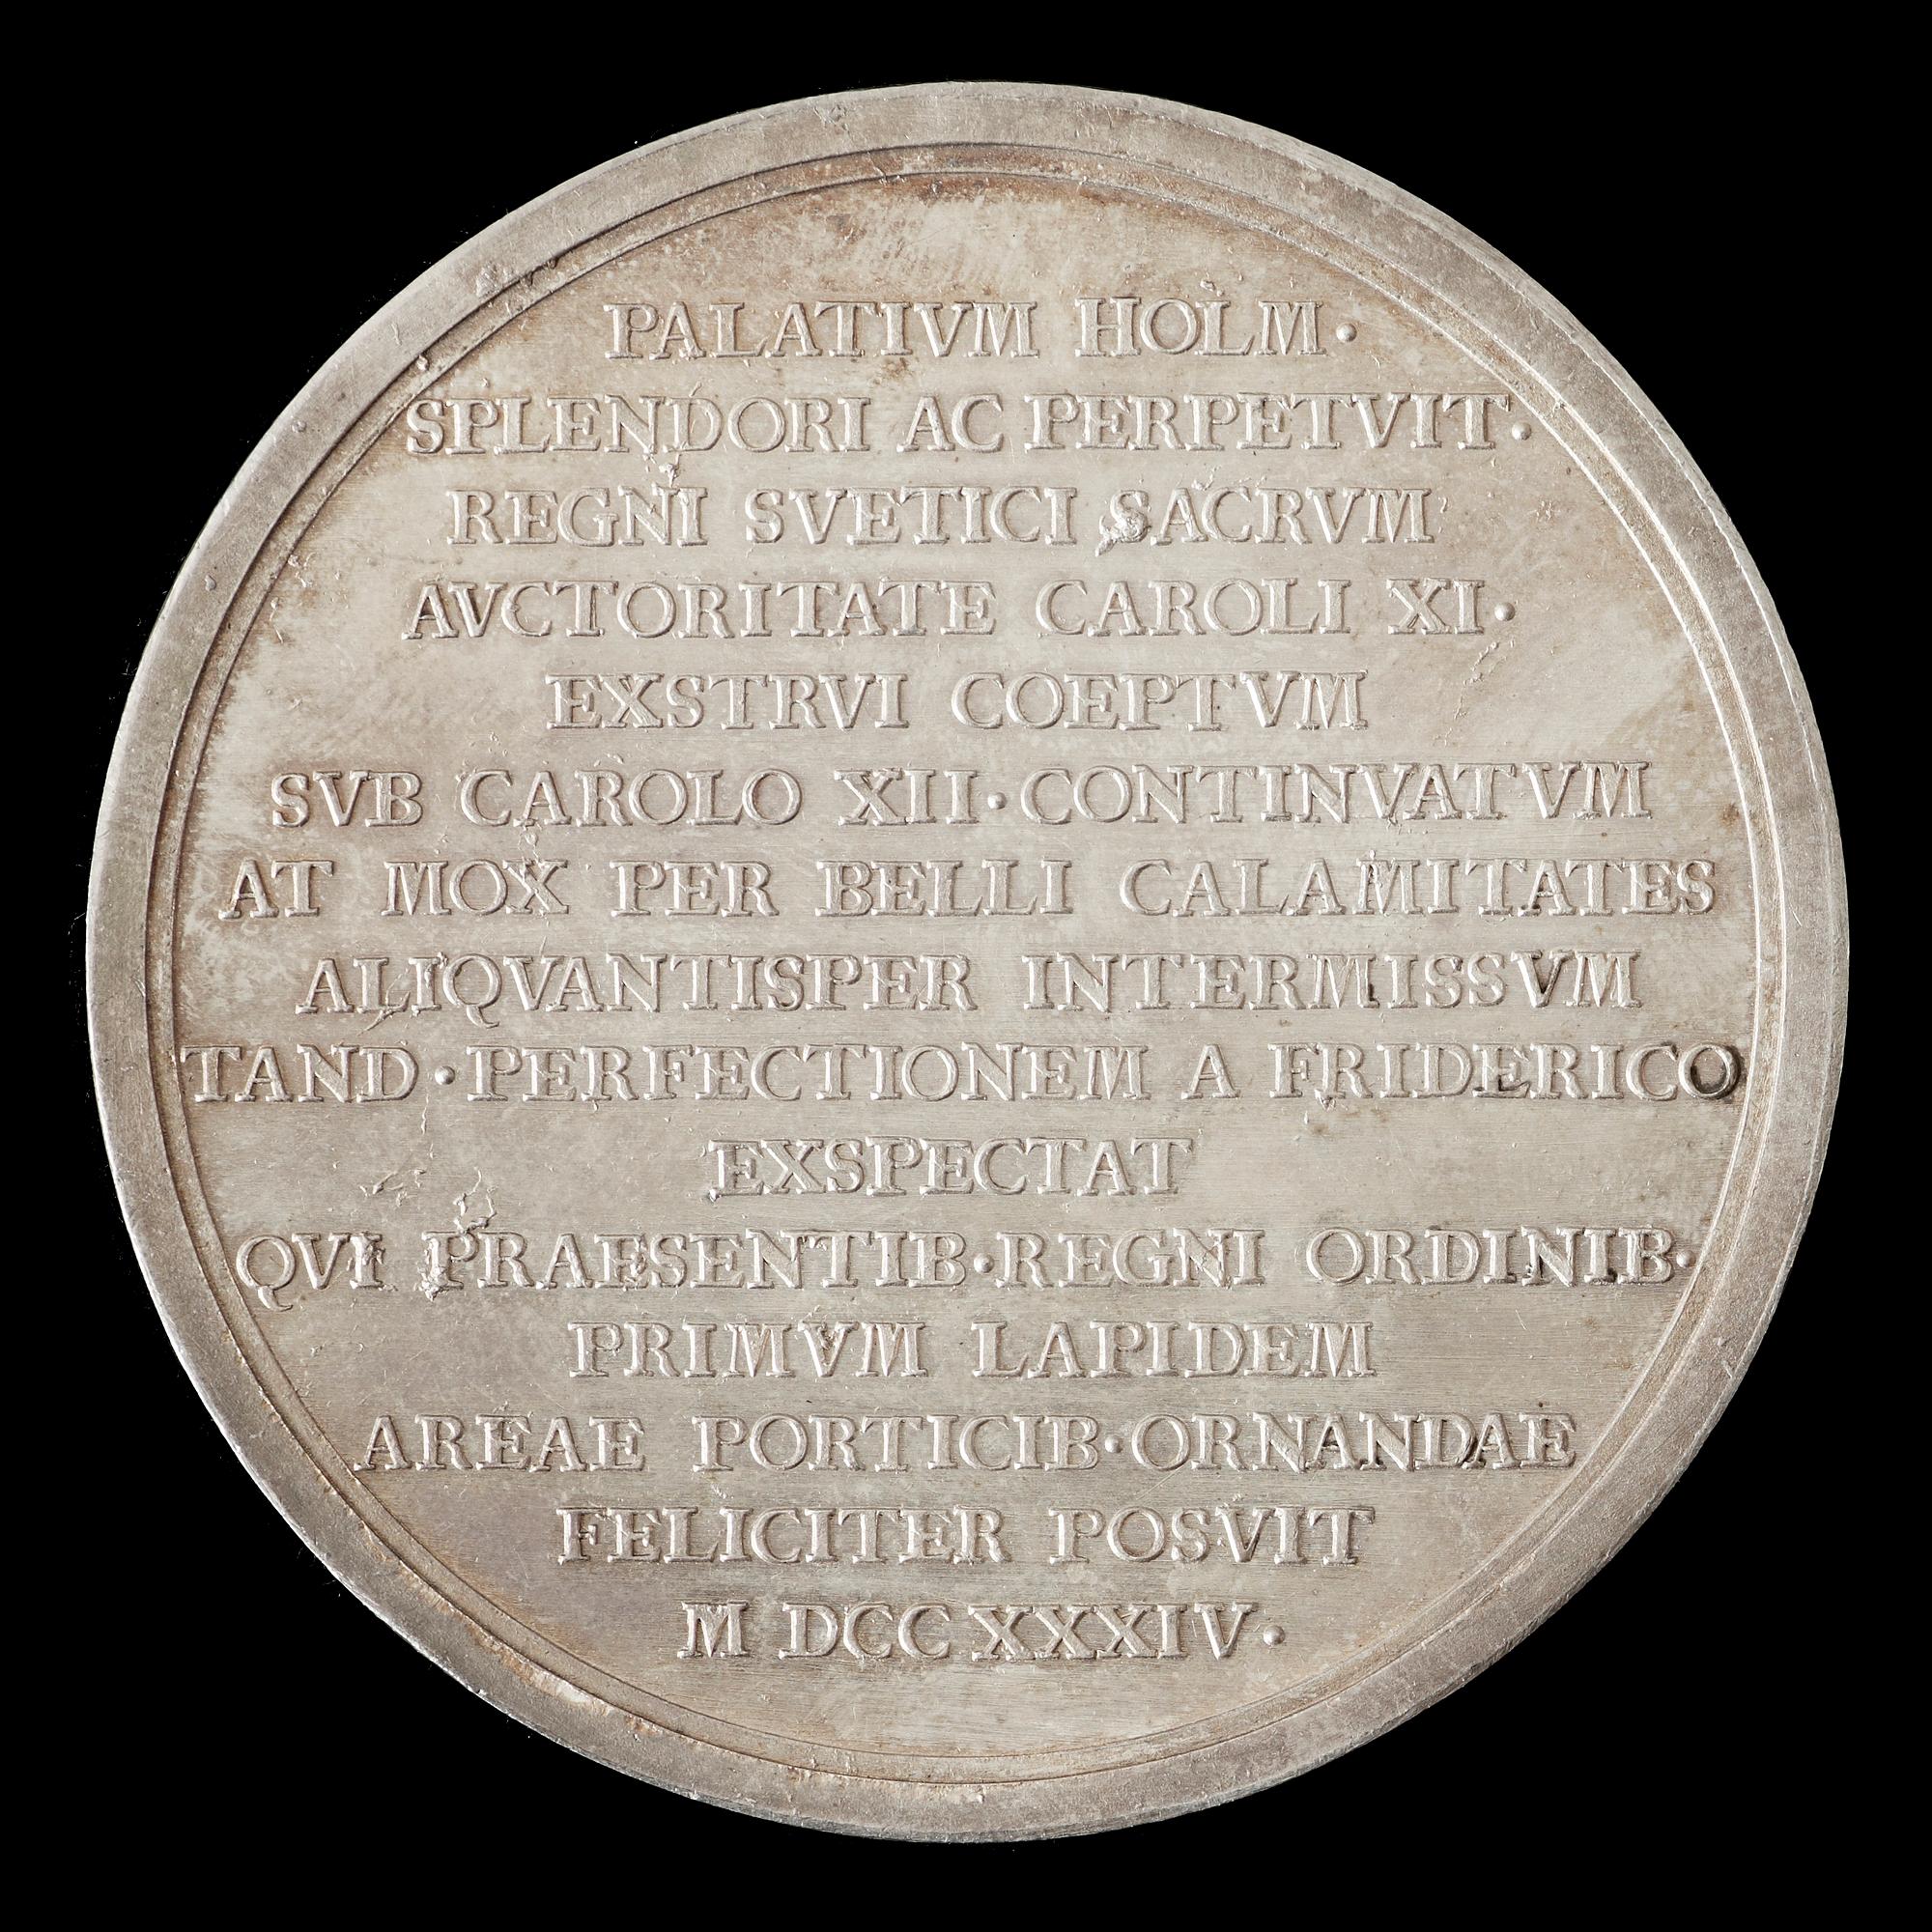 PALATIVM HOLM·
SPLENDORI AC PERPETVIT·
REGNI SVETICI SACRVM
AVCTORITATE CAROLI XI·
EXSTRVI COEPTVM
SVB CAROLO XII·CONTINVATVM
AT MOX PER BELLI CALAMITATES
ALIQVANTISPER INTERMISSVM
TAND·PERFECTIONEM A FRIDERICO
EXSPECTAT
QVI PRAESENTIB·REGNI ORDINIB·
PRIMVM LAPIDEM
AREAE PORTICIB·ORNANDAE
FELICITER POSVIT
M DCC XXXIV·